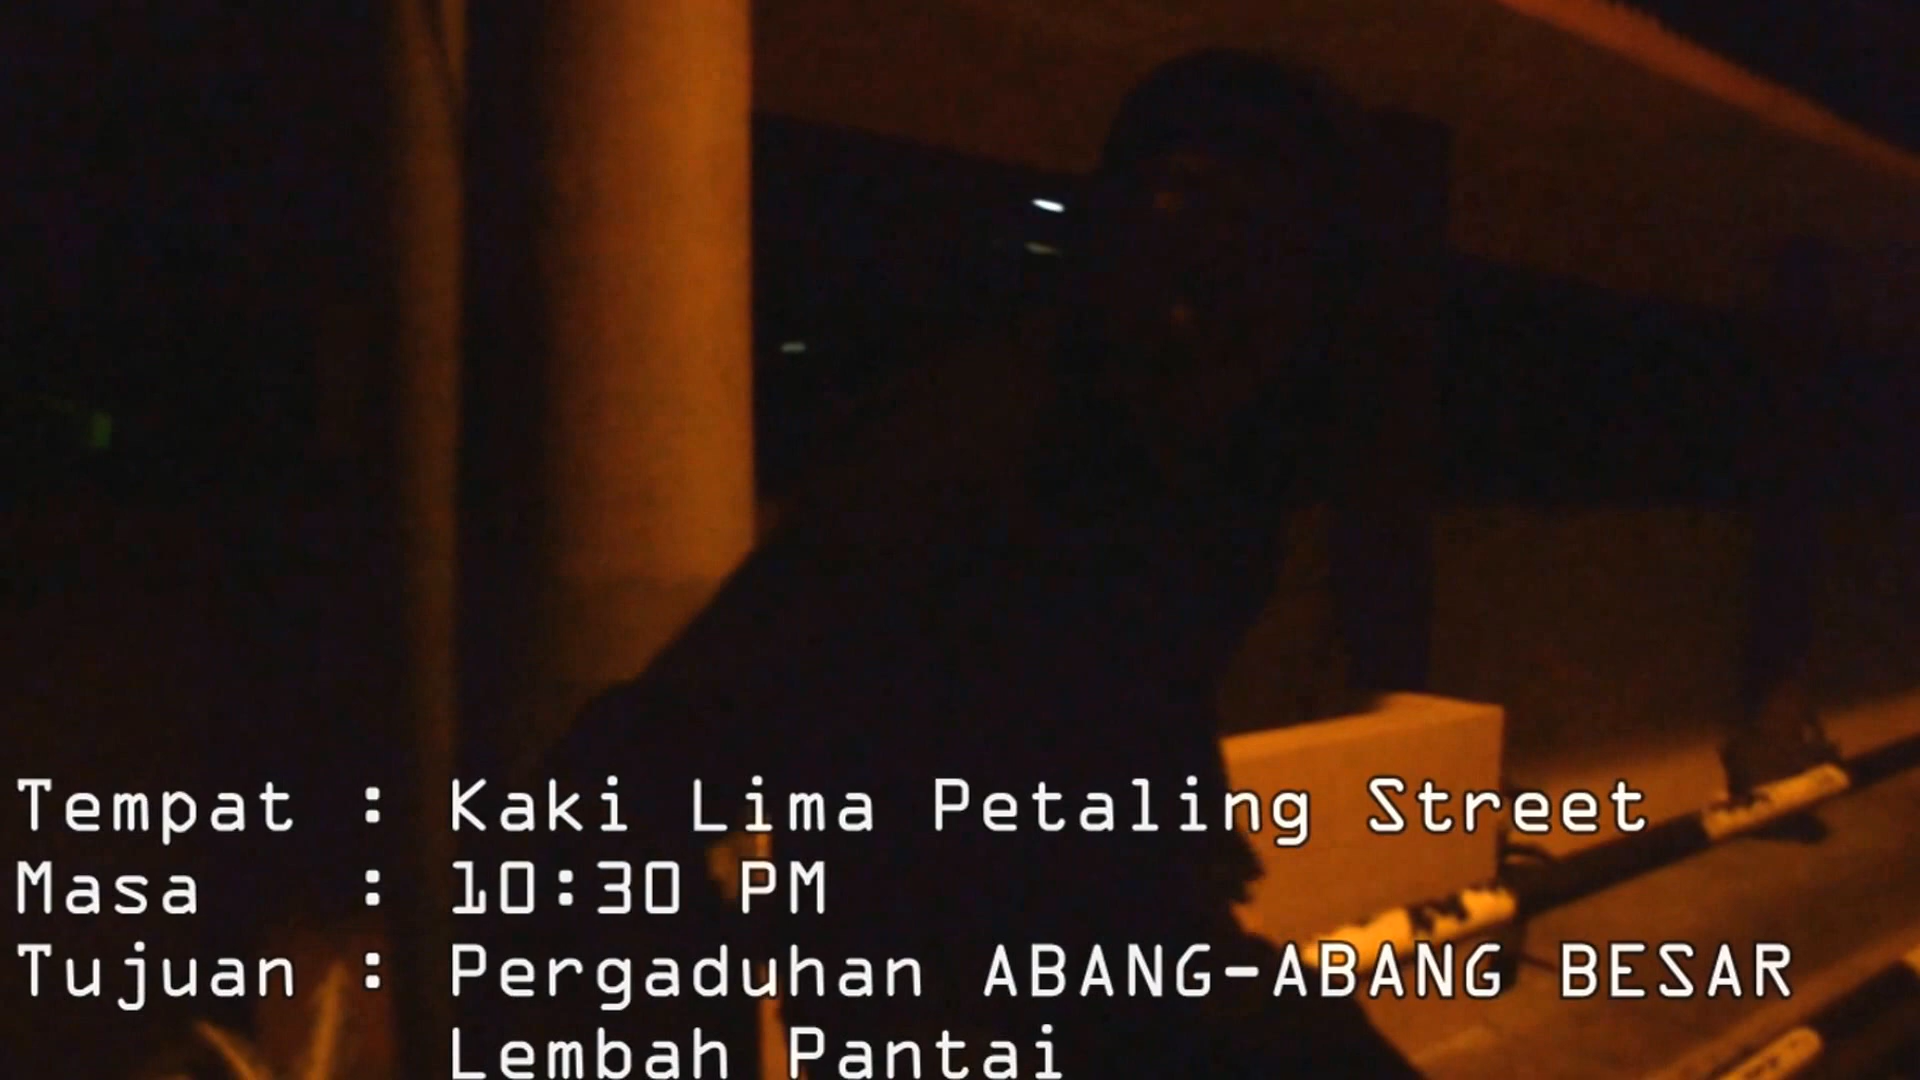 Tempat : Kaki Lima Petaling Street
Masa : 10:30 PM
Tujuan : Pergaduhan ABANG-ABANG BESAR
Lembah Pantai